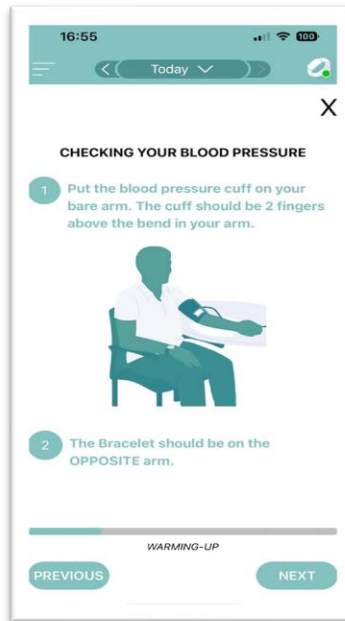 16:55
100
Today
X
CHECKING YOUR BLOOD PRESSURE
1
Put the blood pressure cuff on your
bare arm. The cuff should be 2 fingers
above the bend in your arm.
2
The Bracelet should be on the
OPPOSITE arm.
WARMING-UP
PREVIOUS
NEXT